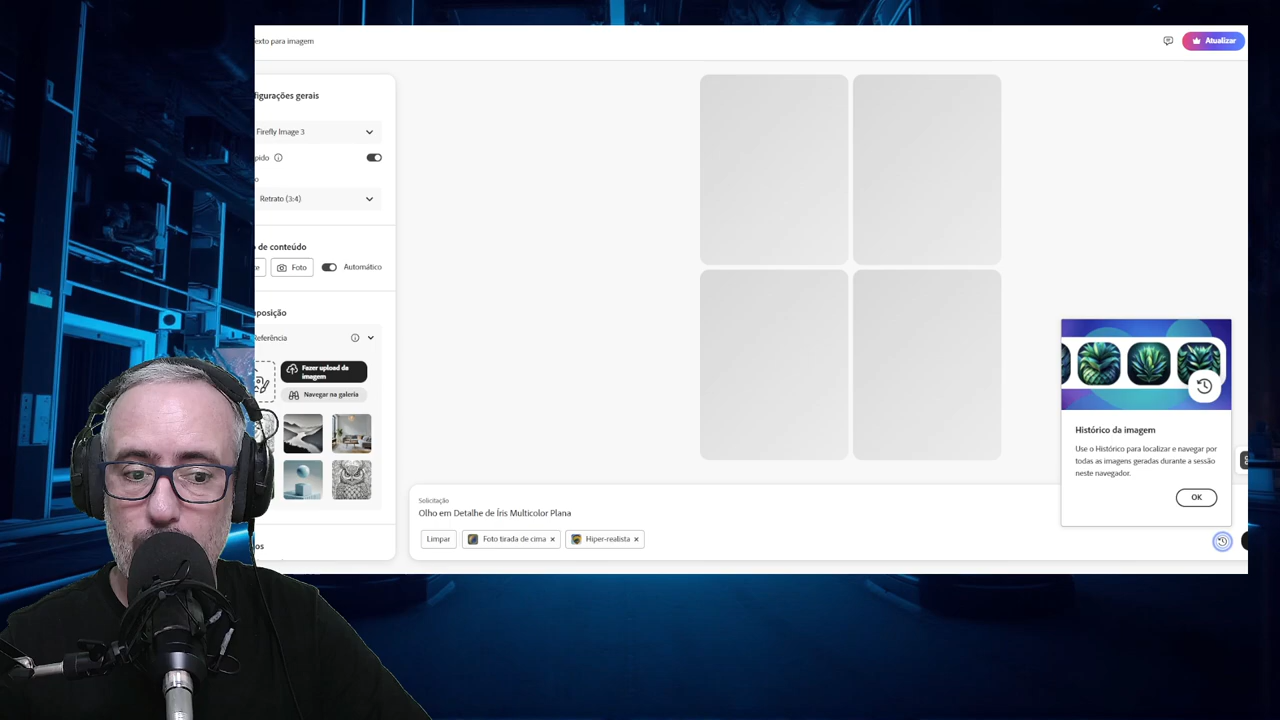 exto para imagem
Atualizar
figurações gerais
Firefly Image 3
pido
o
Retrato (3:4)
o de conteúdo
te
Foto
Automático
posição
Referência
Fazer upload da
imagem
Navegar na galeria
os
Solicitação
Olho em Detalhe de Íris Multicolor Plana
Limpar
Foto tirada de cima
Hiper-realista
Histórico da imagem
Use o Histórico para localizar e navegar por
todas as imagens geradas durante a sessão
neste navegador.
OK